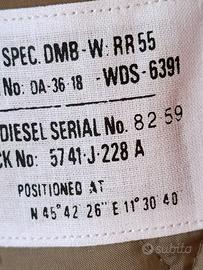 SPEC. DMB-W: RR 55
No: OA-36-18 -WDS-6391
DIESEL SERIAL No. 82 59
CK No: 5741-J-228 A
POSITIONED AT
N 45° 42' 26" E 11° 30' 40"
subito